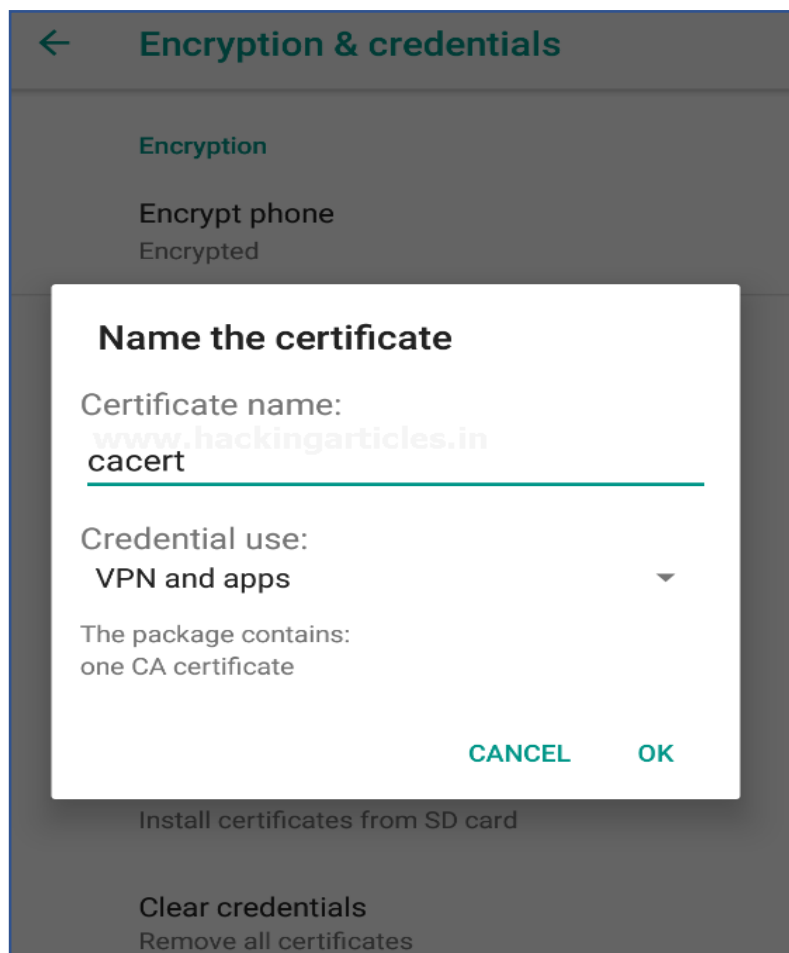 Encryption & credentials
Encryption
Encrypt phone
Encrypted
Name the certificate
Certificate name:
www.hackingarticles.in
cacert
Credential use:
VPN and apps
The package contains:
one CA certificate
CANCEL OK
Install certificates from SD card
Clear credentials
Remove all certificates